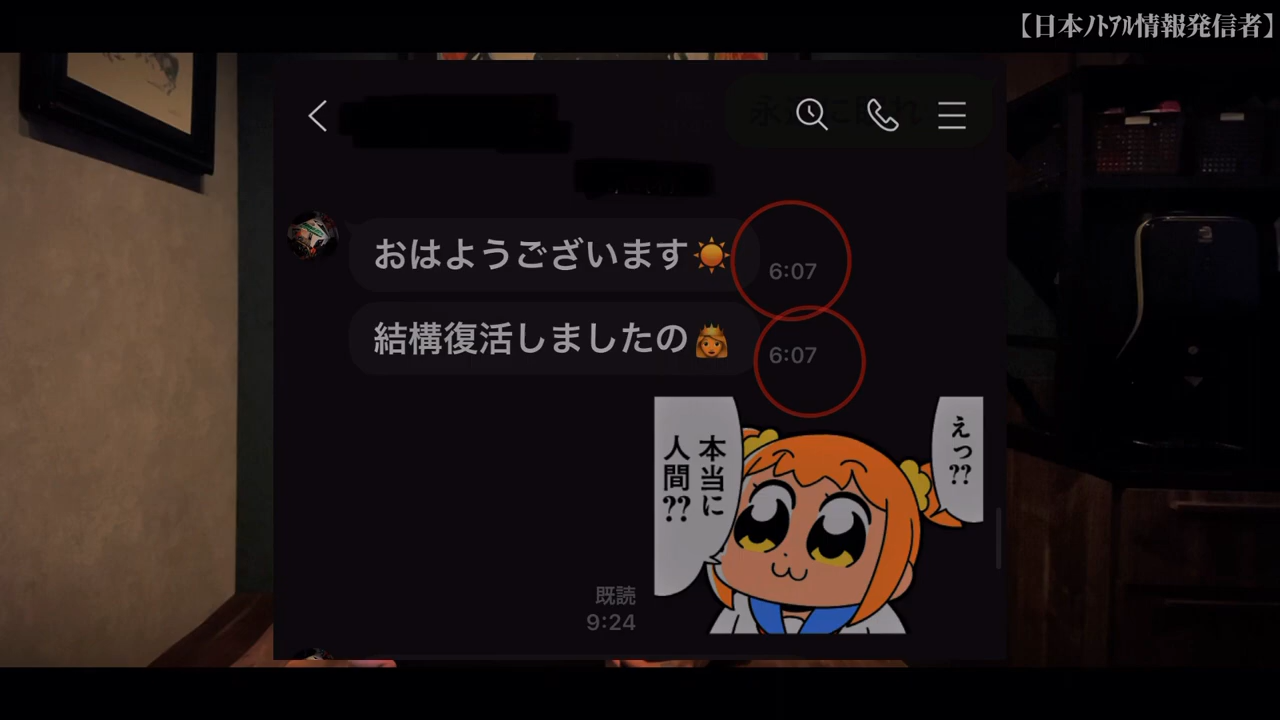 【日本ﾉﾄｱﾙ情報発信者】
おはようございます☀
6:07
結構復活しましたの👸
6:07
えっ??
本当に
人間??
既読
9:24